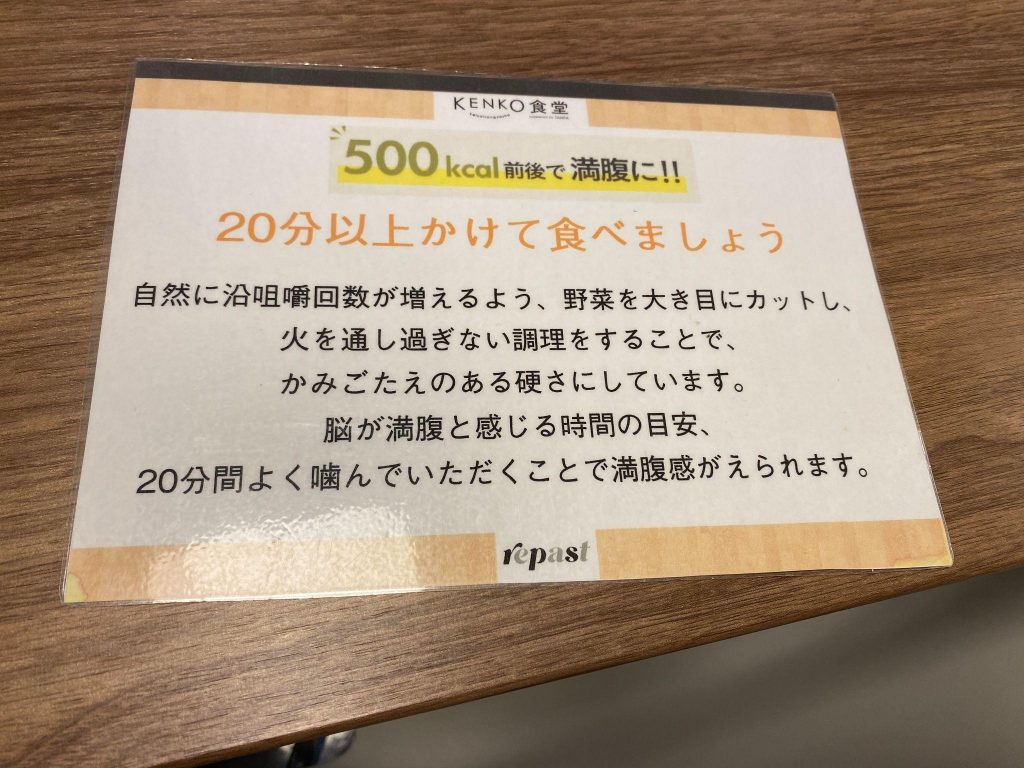 KENKO食堂
500kcal前後で満腹に!!
20分以上かけて食べましょう
自然に沿咀嚼回数が増えるよう、野菜を大き目にカットし、
火を通し過ぎない調理をすることで、
かみごたえのある硬さにしています。
脳が満腹と感じる時間の目安、
20分間よく噛んでいただくことで満腹感がえられます。
repast